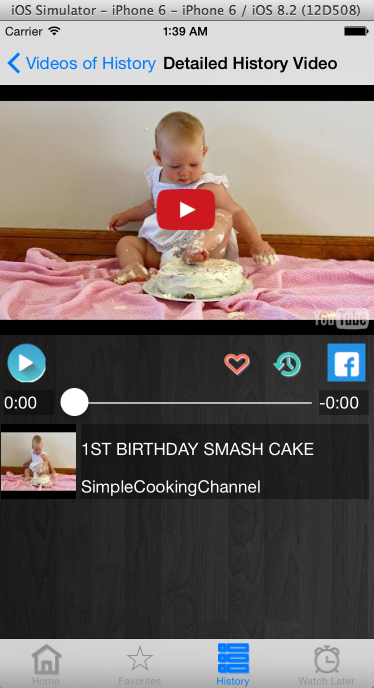 iOS Simulator – iPhone 6 – iPhone 6 / iOS 8.2 (12D508)
Carrier 1:39 AM
Videos of History Detailed History Video
YouTube
0:00 -0:00
1ST BIRTHDAY SMASH CAKE
SimpleCookingChannel
Home Favorites History Watch Later